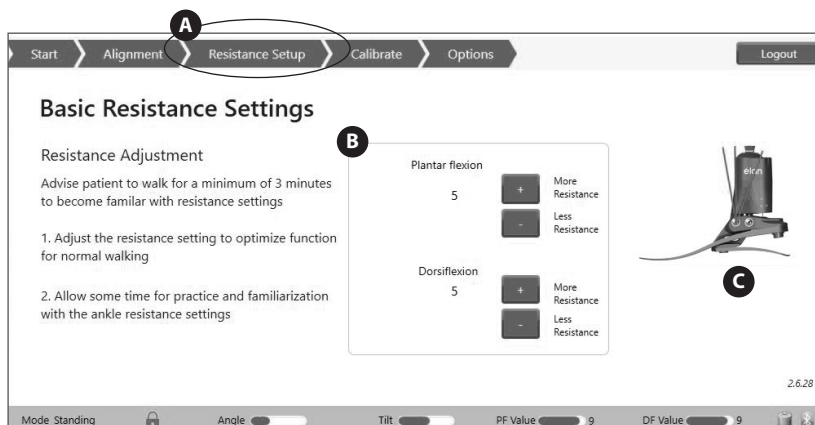 A
Start Alignment Resistance Setup Calibrate Options Logout
Basic Resistance Settings
Resistance Adjustment
Advise patient to walk for a minimum of 3 minutes
to become familar with resistance settings
1. Adjust the resistance setting to optimize function
for normal walking
2. Allow some time for practice and familiarization
with the ankle resistance settings
B
Plantar flexion
5
+ More
Resistance
- Less
Resistance
Dorsiflexion
5
+ More
Resistance
- Less
Resistance
elan
C
2.6.28
Mode Standing Angle Tilt PF Value 9 DF Value 9